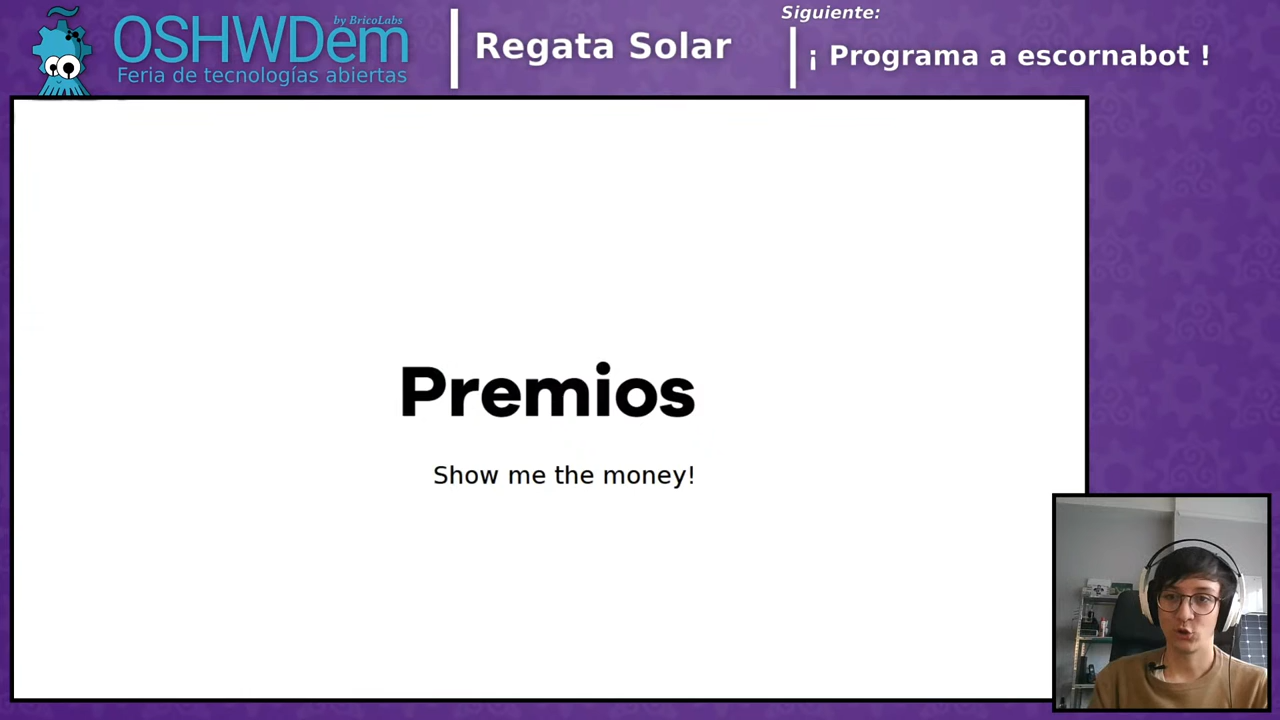 by BricoLabs
OSHWDem
Feria de tecnologías abiertas
Regata Solar
Siguiente:
¡ Programa a escornabot !
Premios
Show me the money!